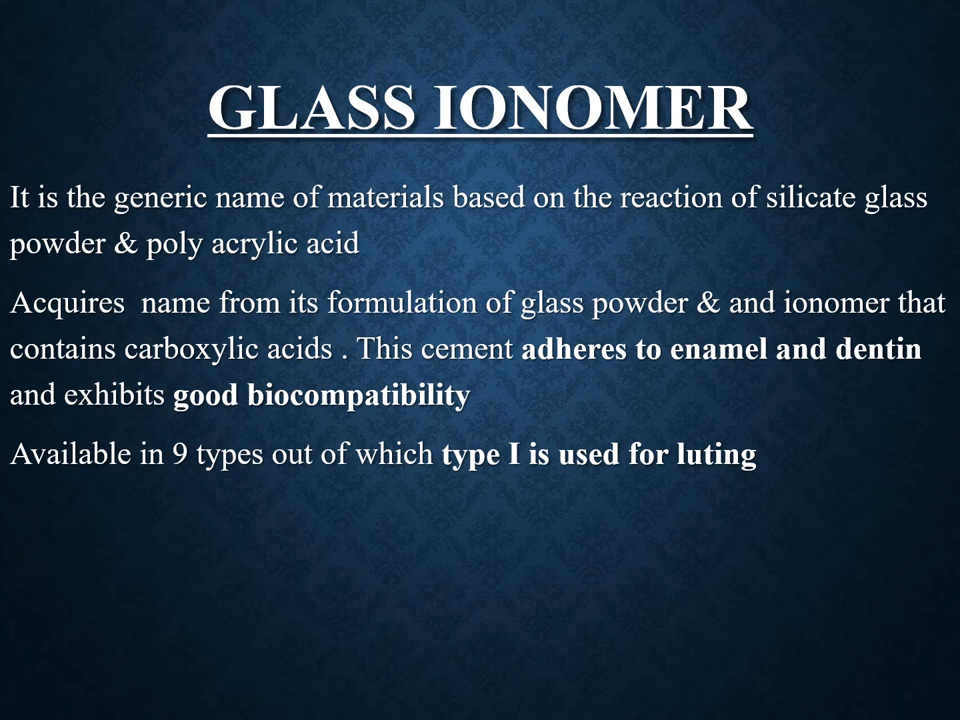 GLASS IONOMER
It is the generic name of materials based on the reaction of silicate glass
powder & poly acrylic acid
Acquires  name from its formulation of glass powder & and ionomer that
contains carboxylic acids . This cement adheres to enamel and dentin
and exhibits good biocompatibility
Available in 9 types out of which type I is used for luting